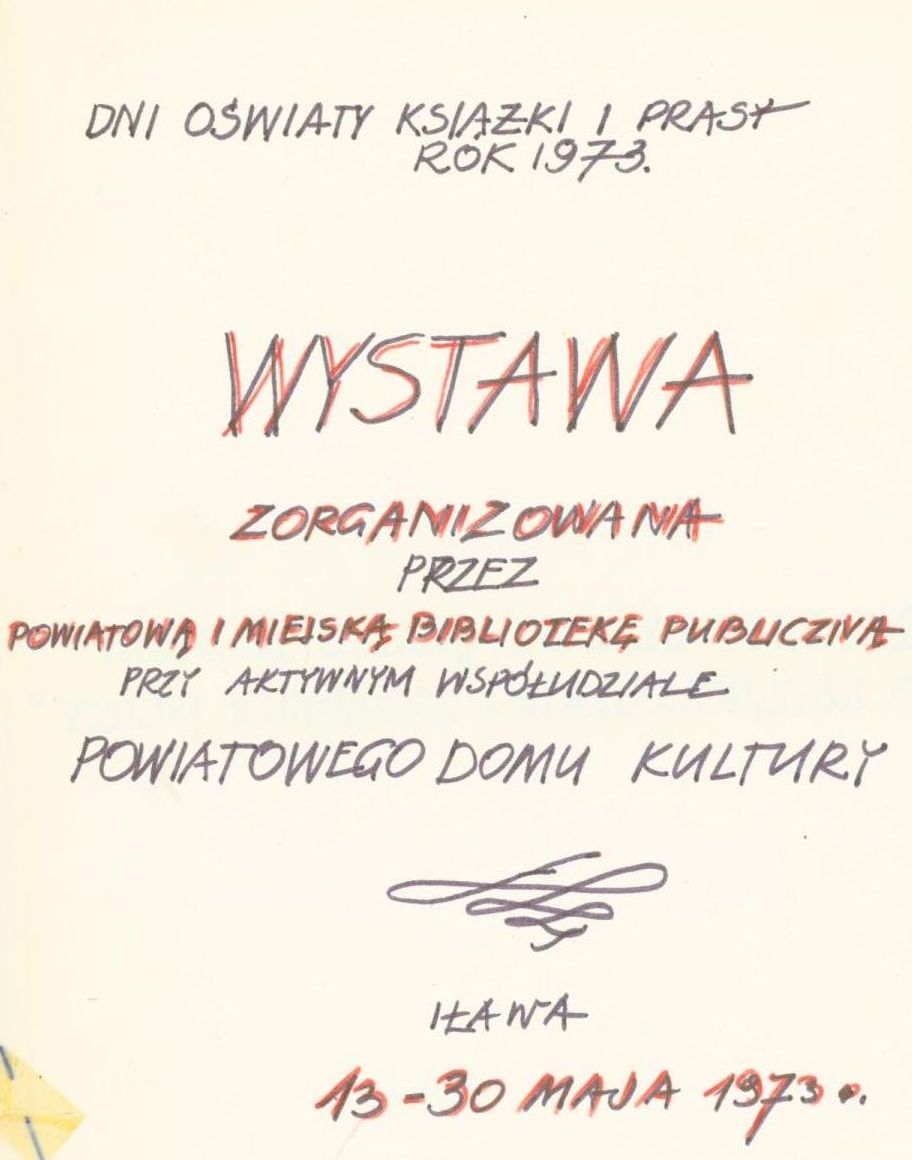 DNI OŚWIATY KSIĄŻKI I PRASY
ROK 1973.
WYSTAWA
ZORGANIZOWANA
PRZEZ
POWIATOWĄ I MIEJSKĄ BIBLIOTEKĘ PUBLICZNĄ
PRZY AKTYWNYM WSPÓŁUDZIALE
POWIATOWEGO DOMU KULTURY
IŁAWA
13-30 MAJA 1973.